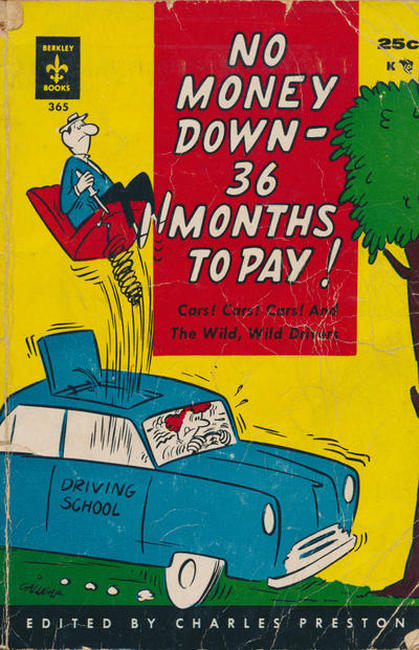 BERKLEY
BOOKS
365
25c
K
NO
MONEY
DOWN-
36
MONTHS
TO PAY!
Cars! Cars! Cars! And
The Wild, Wild Drivers
DRIVING
SCHOOL
EDITED BY CHARLES PRESTON